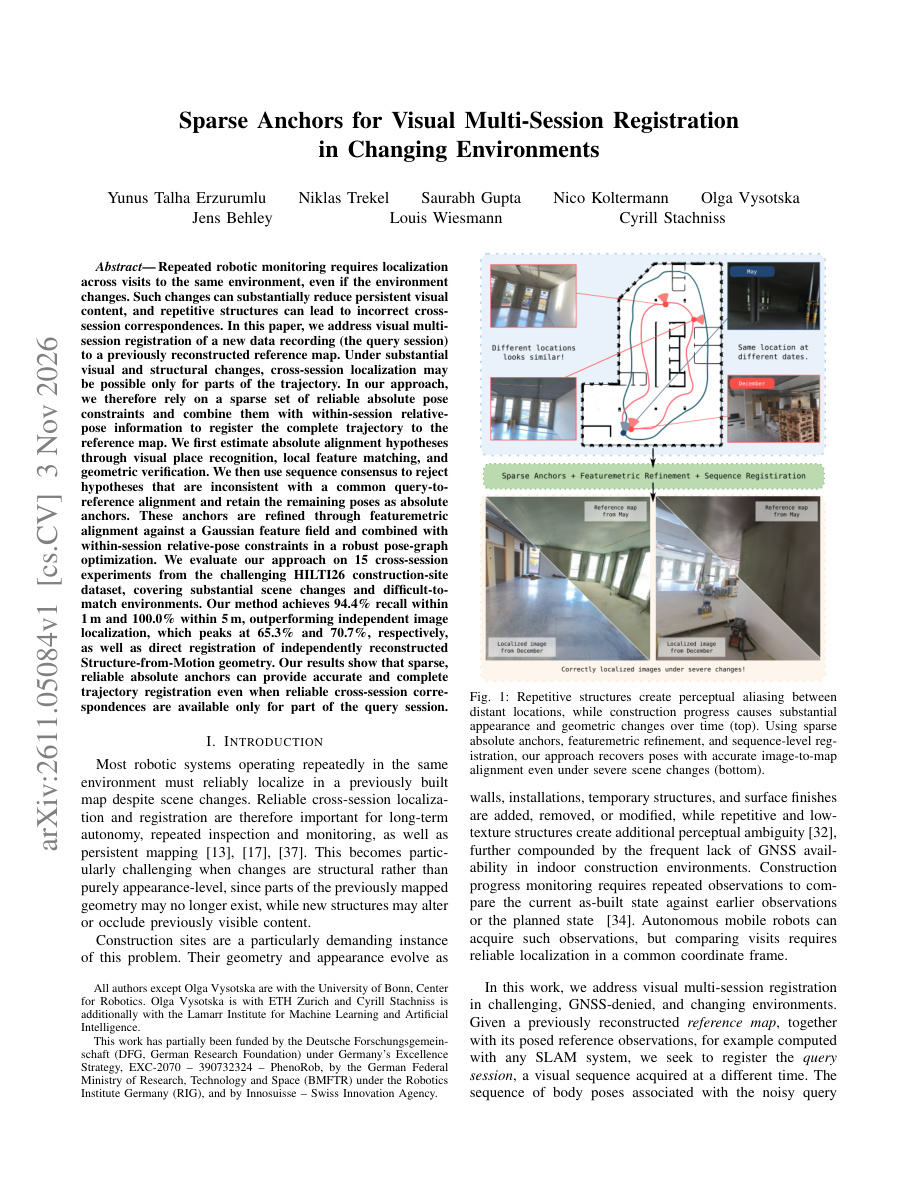 Sparse Anchors for Visual Multi-Session Registration
in Changing Environments
Yunus Talha Erzurumlu Niklas Trekel Saurabh Gupta Nico Koltermann Olga Vysotska
Jens Behley Louis Wiesmann Cyrill Stachniss
arXiv:2611.05084v1 [cs.CV] 3 Nov 2026
Abstract—Repeated robotic monitoring requires localization
across visits to the same environment, even if the environment
changes. Such changes can substantially reduce persistent visual
content, and repetitive structures can lead to incorrect cross-
session correspondences. In this paper, we address visual multi-
session registration of a new data recording (the query session)
to a previously reconstructed reference map. Under substantial
visual and structural changes, cross-session localization may
be possible only for parts of the trajectory. In our approach,
we therefore rely on a sparse set of reliable absolute pose
constraints and combine them with within-session relative-
pose information to register the complete trajectory to the
reference map. We first estimate absolute alignment hypotheses
through visual place recognition, local feature matching, and
geometric verification. We then use sequence consensus to reject
hypotheses that are inconsistent with a common query-to-
reference alignment and retain the remaining poses as absolute
anchors. These anchors are refined through featuremetric
alignment against a Gaussian feature field and combined with
within-session relative-pose constraints in a robust pose-graph
optimization. We evaluate our approach on 15 cross-session
experiments from the challenging HILTI26 construction-site
dataset, covering substantial scene changes and difficult-to-
match environments. Our method achieves 94.4% recall within
1 m and 100.0% within 5 m, outperforming independent image
localization, which peaks at 65.3% and 70.7%, respectively,
as well as direct registration of independently reconstructed
Structure-from-Motion geometry. Our results show that sparse,
reliable absolute anchors can provide accurate and complete
trajectory registration even when reliable cross-session corre-
spondences are available only for part of the query session.
I. INTRODUCTION
Most robotic systems operating repeatedly in the same
environment must reliably localize in a previously built
map despite scene changes. Reliable cross-session localiza-
tion and registration are therefore important for long-term
autonomy, repeated inspection and monitoring, as well as
persistent mapping [13], [17], [37]. This becomes partic-
ularly challenging when changes are structural rather than
purely appearance-level, since parts of the previously mapped
geometry may no longer exist, while new structures may alter
or occlude previously visible content.
Construction sites are a particularly demanding instance
of this problem. Their geometry and appearance evolve as
All authors except Olga Vysotska are with the University of Bonn, Center
for Robotics. Olga Vysotska is with ETH Zurich and Cyrill Stachniss is
additionally with the Lamarr Institute for Machine Learning and Artificial
Intelligence.
This work has partially been funded by the Deutsche Forschungsgemein-
schaft (DFG, German Research Foundation) under Germany's Excellence
Strategy, EXC-2070 – 390732324 – PhenoRob, by the German Federal
Ministry of Research, Technology and Space (BMFTR) under the Robotics
Institute Germany (RIG), and by Innosuisse – Swiss Innovation Agency.
May
Different locations
looks similar!
Same location at
different dates.
December
Sparse Anchors + Featuremetric Refinement + Sequence Registiration
Reference map
from May
Reference map
from May
Localized image
from December
Localized image
from December
Correctly localized images under severe changes!
Fig. 1: Repetitive structures create perceptual aliasing between
distant locations, while construction progress causes substantial
appearance and geometric changes over time (top). Using sparse
absolute anchors, featuremetric refinement, and sequence-level reg-
istration, our approach recovers poses with accurate image-to-map
alignment even under severe scene changes (bottom).
walls, installations, temporary structures, and surface finishes
are added, removed, or modified, while repetitive and low-
texture structures create additional perceptual ambiguity [32],
further compounded by the frequent lack of GNSS avail-
ability in indoor construction environments. Construction
progress monitoring requires repeated observations to com-
pare the current as-built state against earlier observations
or the planned state [34]. Autonomous mobile robots can
acquire such observations, but comparing visits requires
reliable localization in a common coordinate frame.
In this work, we address visual multi-session registration
in challenging, GNSS-denied, and changing environments.
Given a previously reconstructed reference map, together
with its posed reference observations, for example computed
with any SLAM system, we seek to register the query
session, a visual sequence acquired at a different time. The
sequence of body poses associated with the noisy query